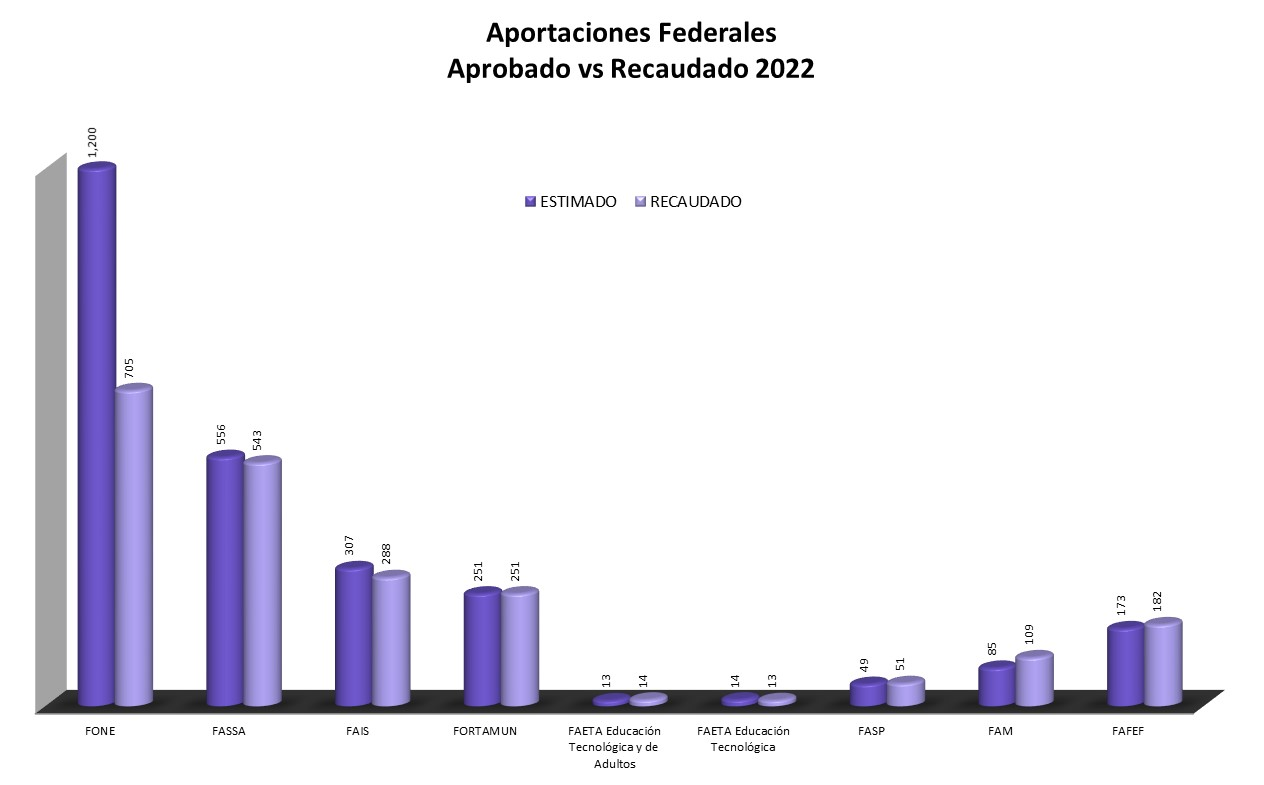 Aportaciones Federales
Aprobado vs Recaudado 2022
ESTIMADO RECAUDADO
1,200
705
556
543
307
288
251
251
13
14
14
13
49
51
85
109
173
182
FONE
FASSA
FAIS
FORTAMUN
FAETA Educación
Tecnológica y de
Adultos
FAETA Educación
Tecnológica
FASP
FAM
FAFEF